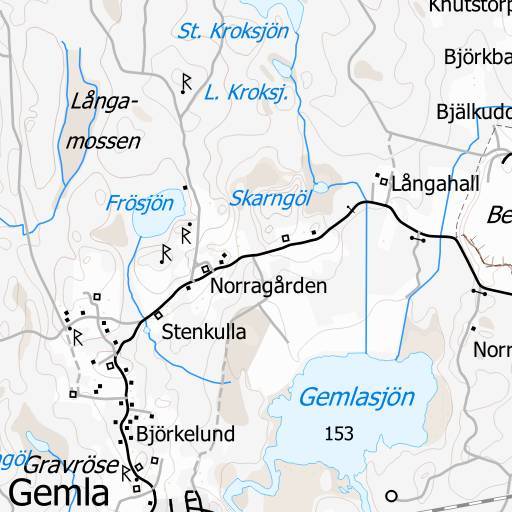 Knutstorp
St. Kroksjön
Björkba
L. Kroksj.
Långa-
mossen
Bjälkudd
Långahall
Frösjön
Skarngöl
Be
Norragården
Stenkulla
Norr
Gemlasjön
153
Björkelund
göl
Gravröse
Gemla